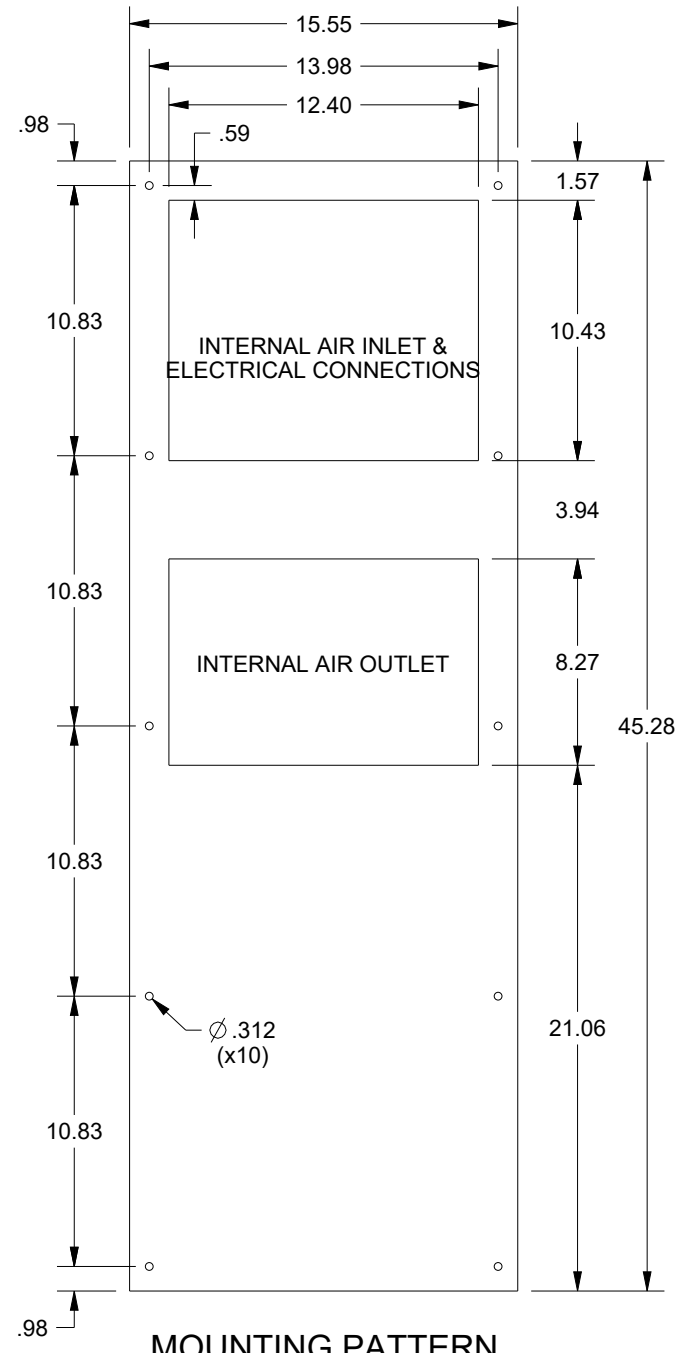 15.55
13.98
12.40
.98
.59
1.57
10.83
10.43
INTERNAL AIR INLET &
ELECTRICAL CONNECTIONS
3.94
10.83
INTERNAL AIR OUTLET
8.27
45.28
10.83
Ø .312
(x10)
21.06
10.83
.98
MOUNTING PATTERN